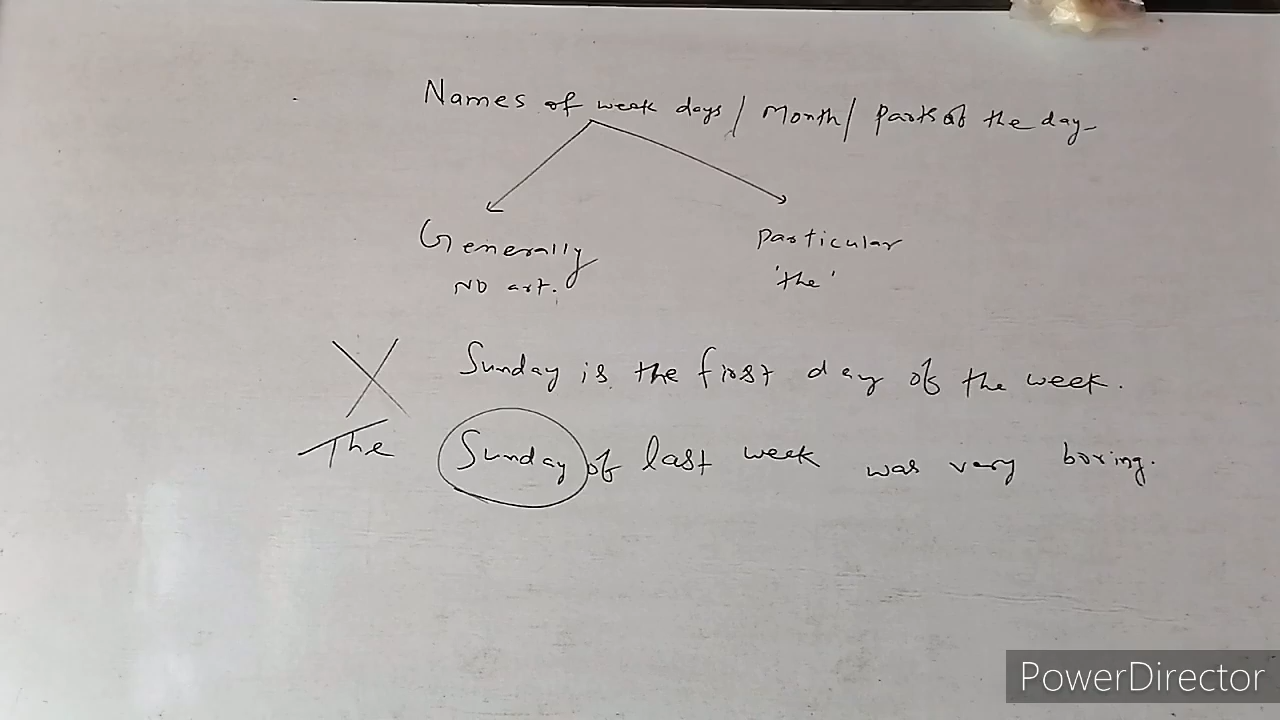 Names of week days / Month / Parts of the day
Generally
NO art.
Particular
'the'
X Sunday is the first day of the week.
The Sunday of last week was very boring.
PowerDirector